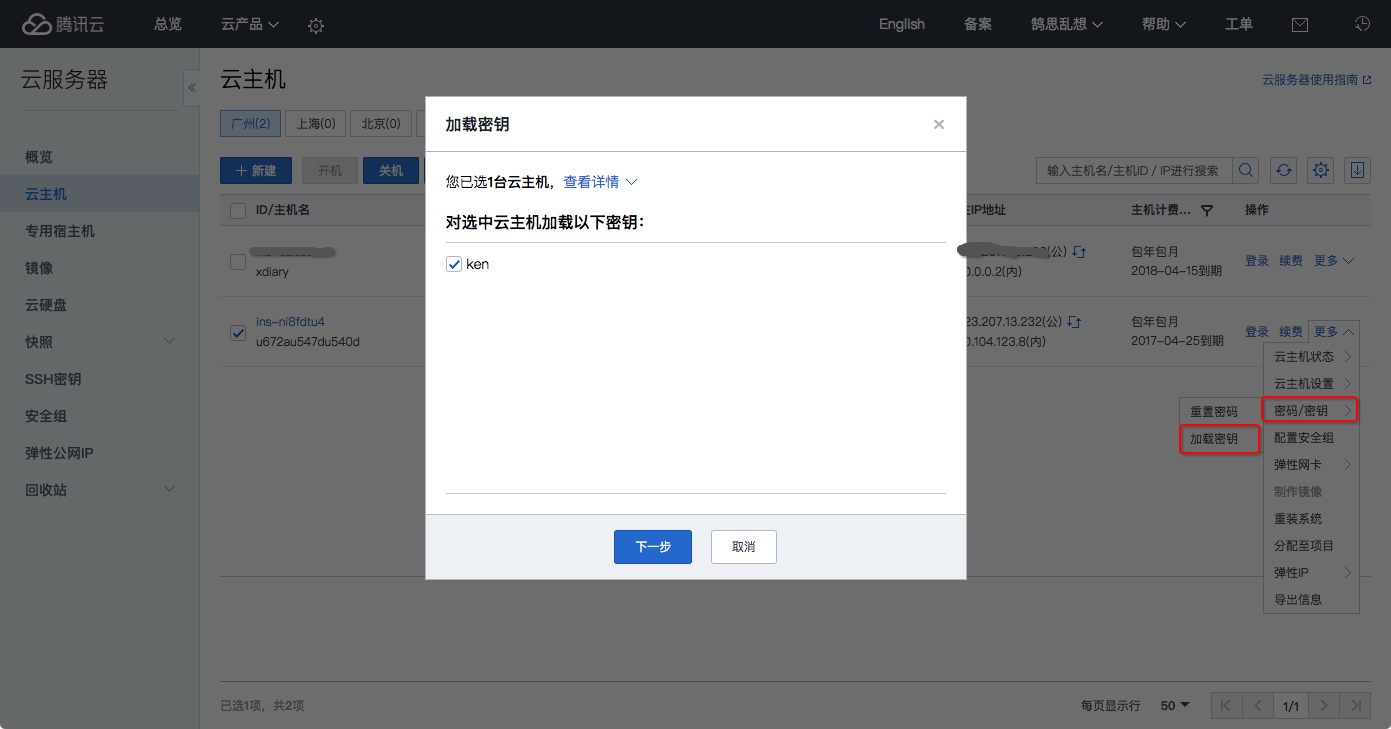 腾讯云 总览 云产品 English 备案 鹄思乱想 帮助 工单
云服务器
云主机
云服务器使用指南
广州(2) 上海(0) 北京(0)
新建 开机 关机
输入主机名/主机ID / IP进行搜索
概览
云主机
专用宿主机
镜像
云硬盘
快照
SSH密钥
安全组
弹性公网IP
回收站
ID/主机名 IP地址 主机计费... 操作
(公) 包年包月
xdiary 0.0.0.2(内) 2018-04-15到期 登录 续费 更多
ins-ni8fdtu4 23.207.13.232(公) 包年包月
u672au547du540d 0.104.123.8(内) 2017-04-25到期 登录 续费 更多
加载密钥
您已选1台云主机，查看详情
对选中云主机加载以下密钥：
ken
下一步 取消
云主机状态
云主机设置
密码/密钥
重置密码
加载密钥
配置安全组
弹性网卡
制作镜像
重装系统
分配至项目
弹性IP
导出信息
已选1项，共2项 每页显示行 50 1/1